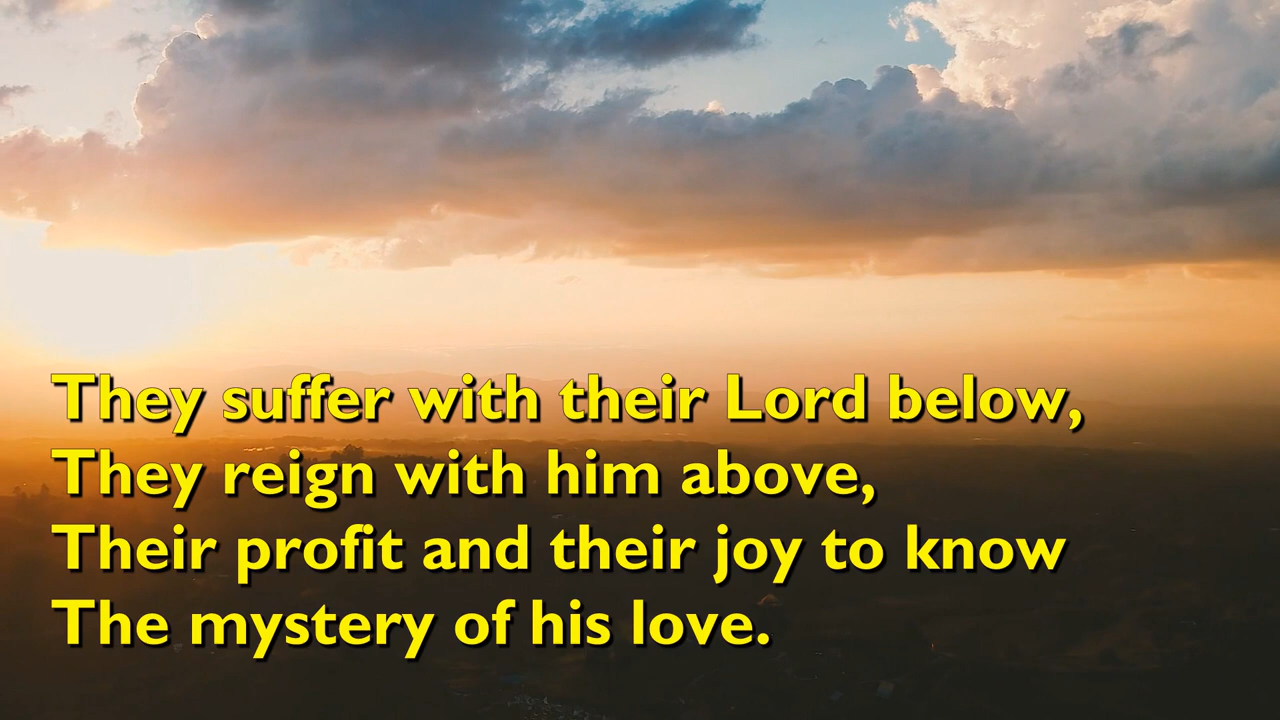 They suffer with their Lord below,
They reign with him above,
Their profit and their joy to know
The mystery of his love.